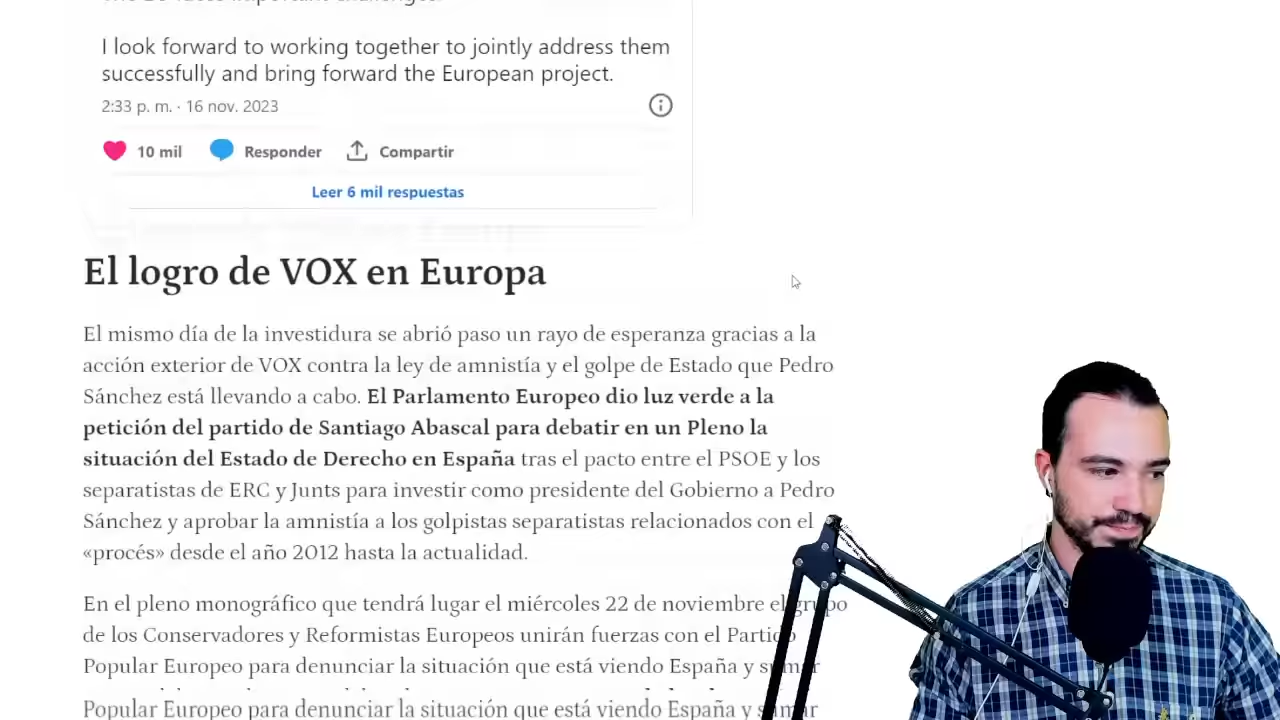 I look forward to working together to jointly address them
successfully and bring forward the European project.
2:33 p. m. · 16 nov. 2023
10 mil Responder Compartir
Leer 6 mil respuestas
El logro de VOX en Europa
El mismo día de la investidura se abrió paso un rayo de esperanza gracias a la
acción exterior de VOX contra la ley de amnistía y el golpe de Estado que Pedro
Sánchez está llevando a cabo. El Parlamento Europeo dio luz verde a la
petición del partido de Santiago Abascal para debatir en un Pleno la
situación del Estado de Derecho en España tras el pacto entre el PSOE y los
separatistas de ERC y Junts para investir como presidente del Gobierno a Pedro
Sánchez y aprobar la amnistía a los golpistas separatistas relacionados con el
«procés» desde el año 2012 hasta la actualidad.
En el pleno monográfico que tendrá lugar el miércoles 22 de noviembre el grupo
de los Conservadores y Reformistas Europeos unirán fuerzas con el Partido
Popular Europeo para denunciar la situación que está viendo España y sumar
Popular Europeo para denunciar la situación que está viendo España y sumar